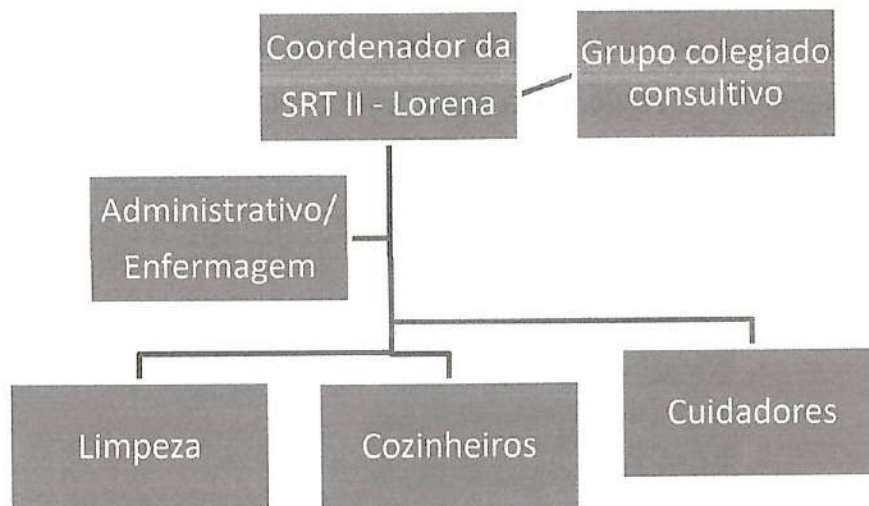 Coordenador da
SRT II - Lorena
Grupo colegiado
consultivo
Administrativo/
Enfermagem
Limpeza
Cozinheiros
Cuidadores